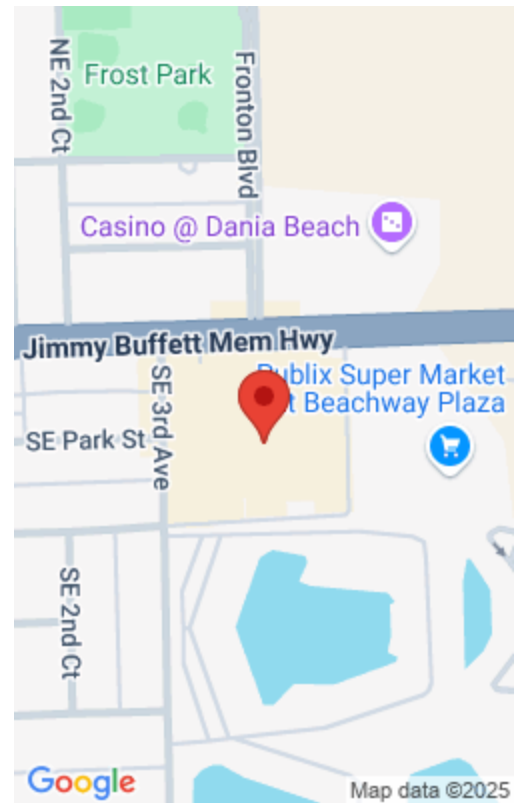 NE 2nd Ct
Frost Park
Fronton Blvd
Casino @ Dania Beach
Jimmy Buffett Mem Hwy
Super Market
Beachway Plaza
SE 3rd Ave
SE Park St
SE 2nd Ct
Google
Map data ©2025